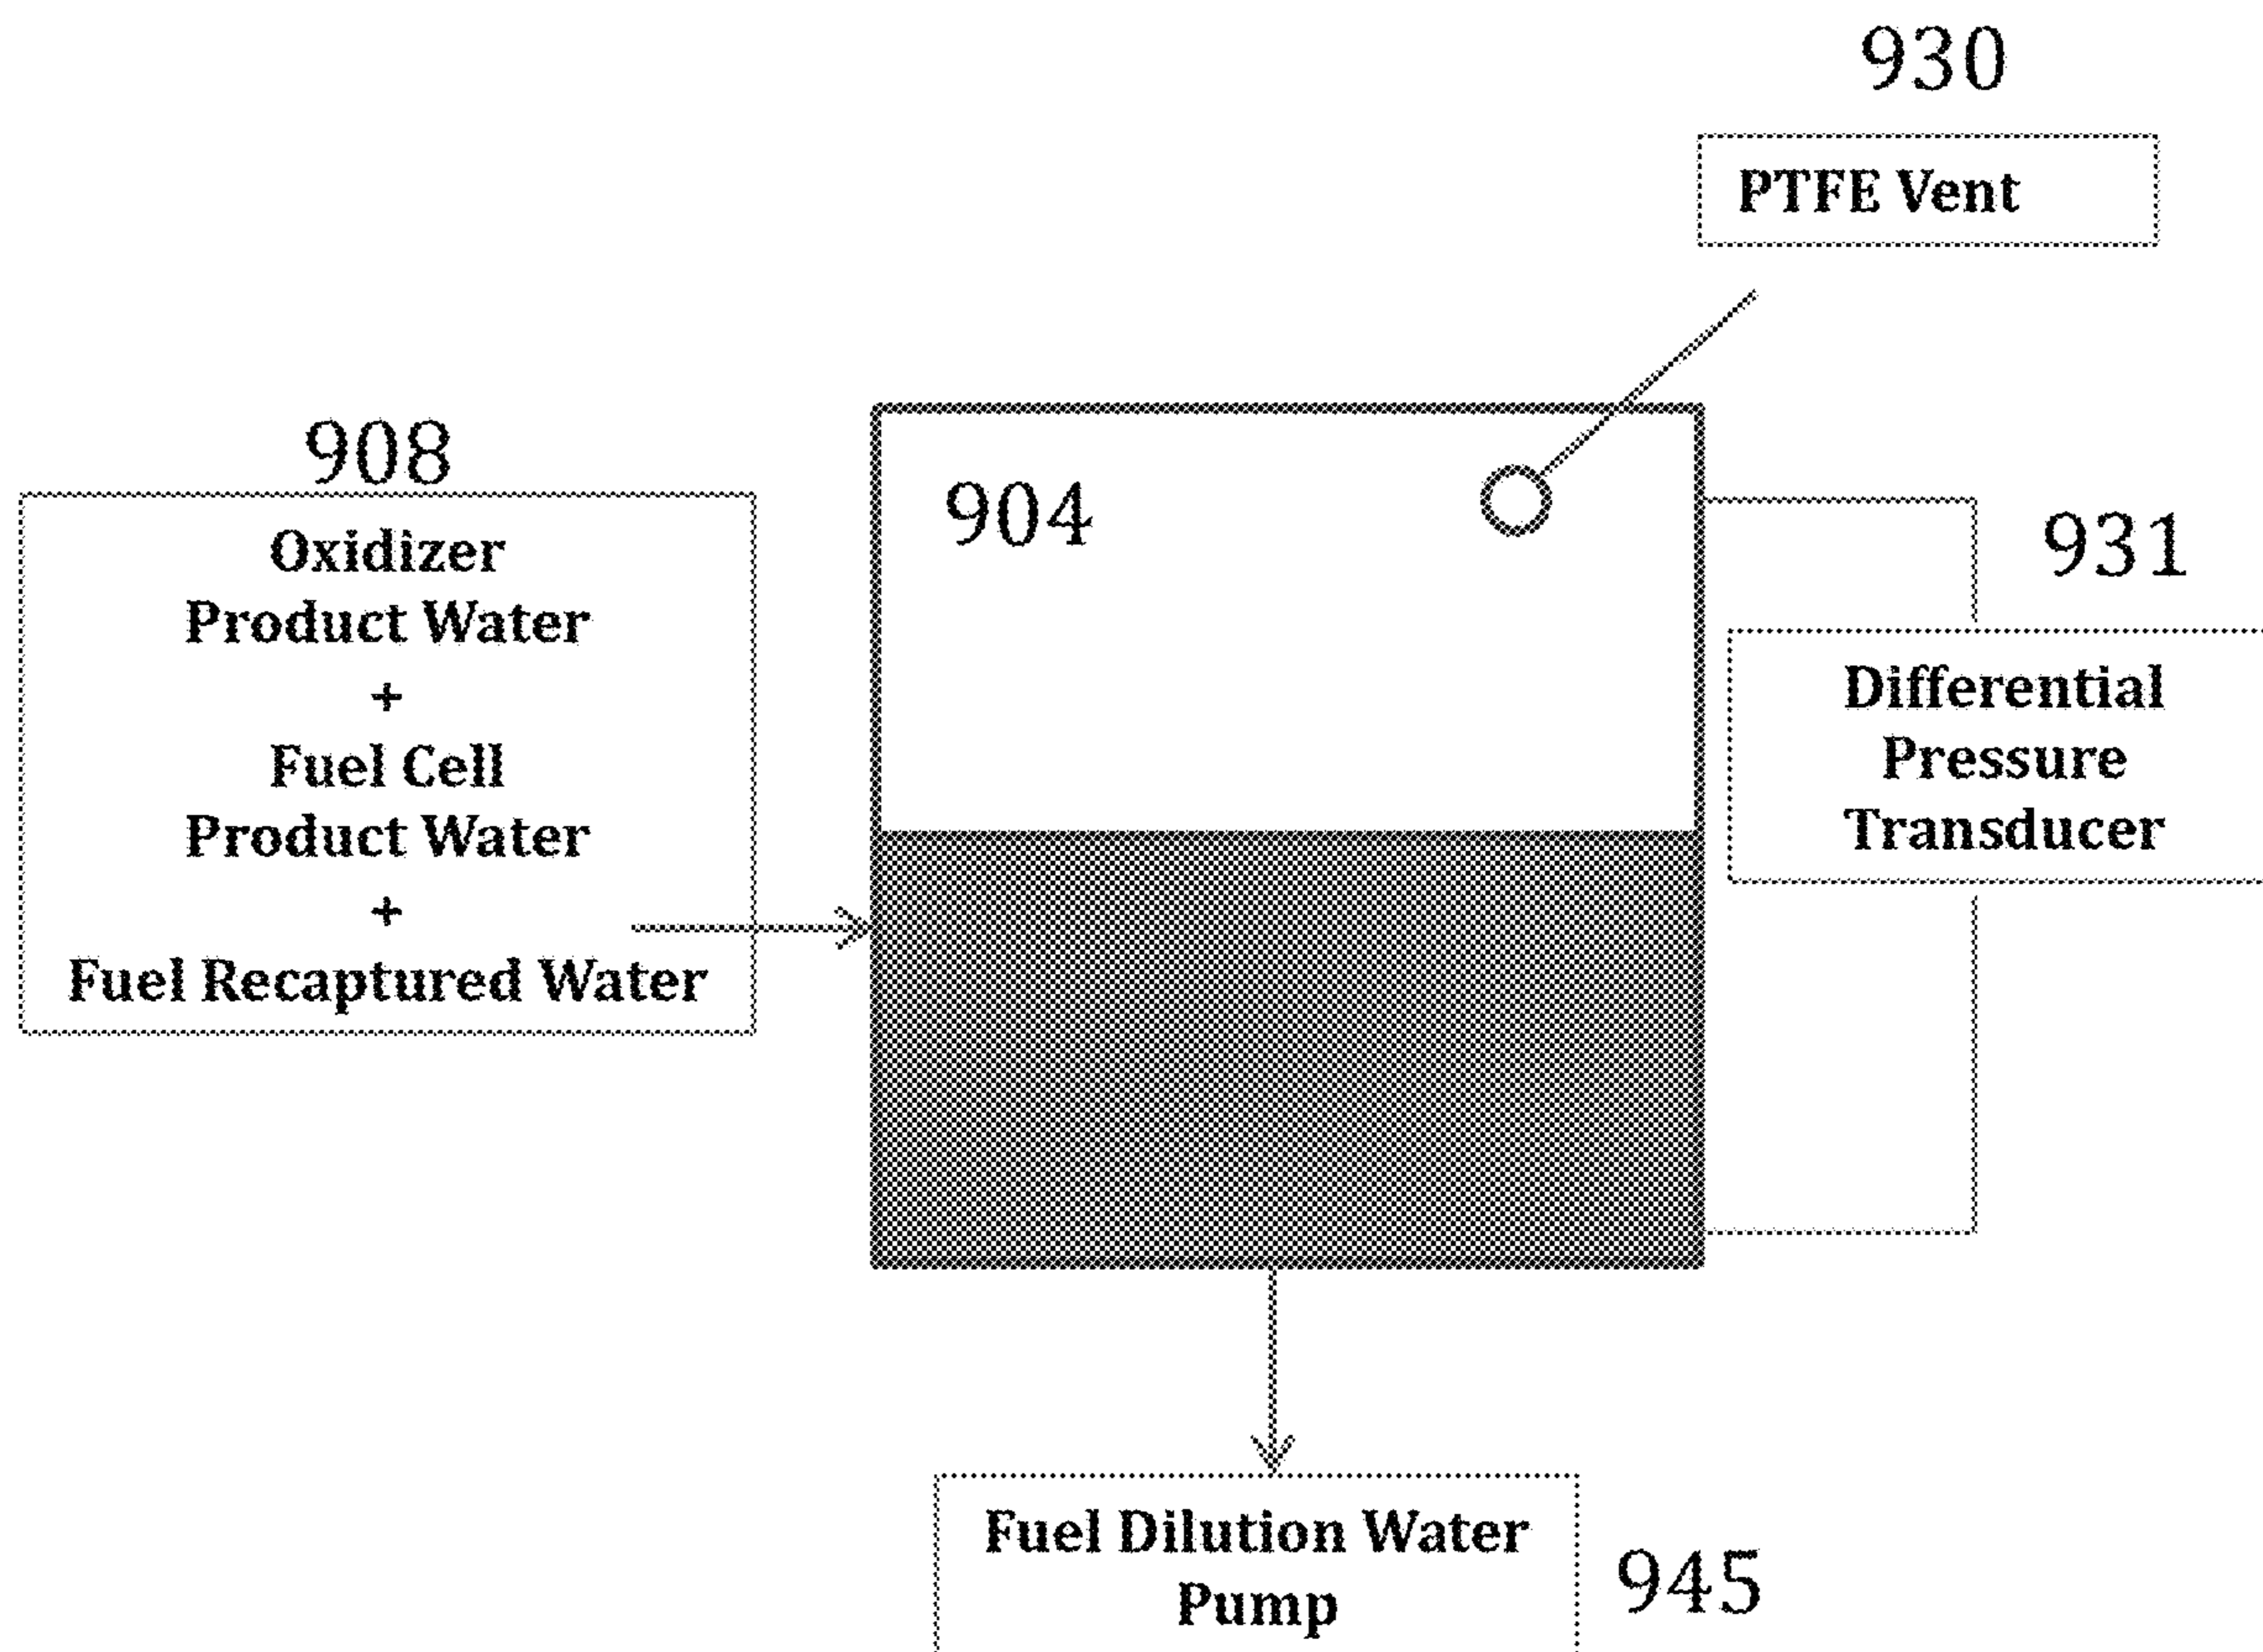 930
PTFE Vent
908
Oxidizer
Product Water
+
Fuel Cell
Product Water
+
Fuel Recaptured Water
904
931
Differential
Pressure
Transducer
Fuel Dilution Water
Pump
945